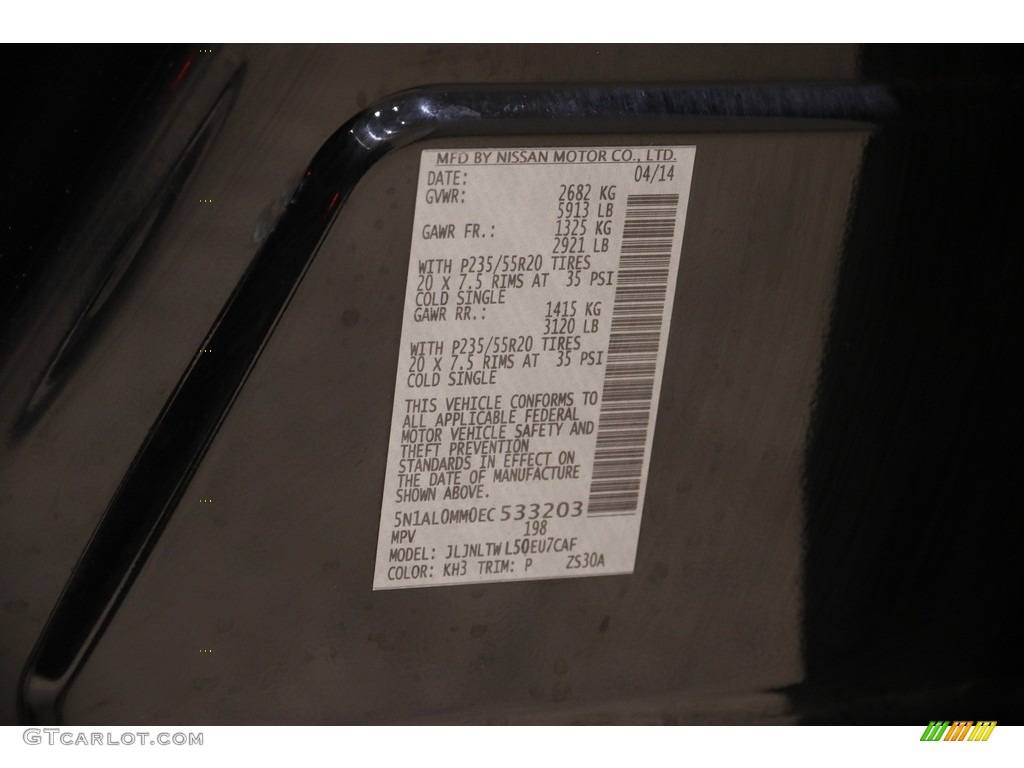 MFD BY NISSAN MOTOR CO., LTD.
DATE: 04/14
GVWR: 2682 KG
5913 LB
GAWR FR.: 1325 KG
2921 LB
WITH P235/55R20 TIRES
20 X 7.5 RIMS AT 35 PSI
COLD SINGLE
GAWR RR.: 1415 KG
3120 LB
WITH P235/55R20 TIRES
20 X 7.5 RIMS AT 35 PSI
COLD SINGLE
THIS VEHICLE CONFORMS TO
ALL APPLICABLE FEDERAL
MOTOR VEHICLE SAFETY AND
THEFT PREVENTION
STANDARDS IN EFFECT ON
THE DATE OF MANUFACTURE
SHOWN ABOVE.
5N1AL0MM0EC533203
MPV 198
MODEL: JLJNLTWL50EU7CAF
COLOR: KH3 TRIM: P ZS30A
GTCarlot.com